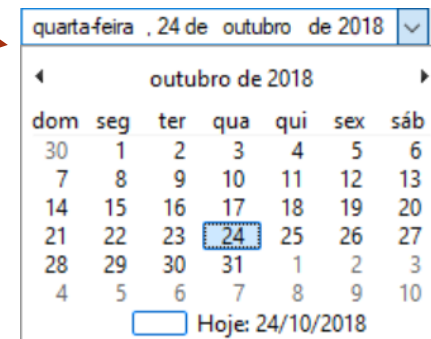 quarta-feira , 24 de outubro de 2018
outubro de 2018
dom seg ter qua qui sex sáb
30 1 2 3 4 5 6
7 8 9 10 11 12 13
14 15 16 17 18 19 20
21 22 23 24 25 26 27
28 29 30 31 1 2 3
4 5 6 7 8 9 10
Hoje: 24/10/2018